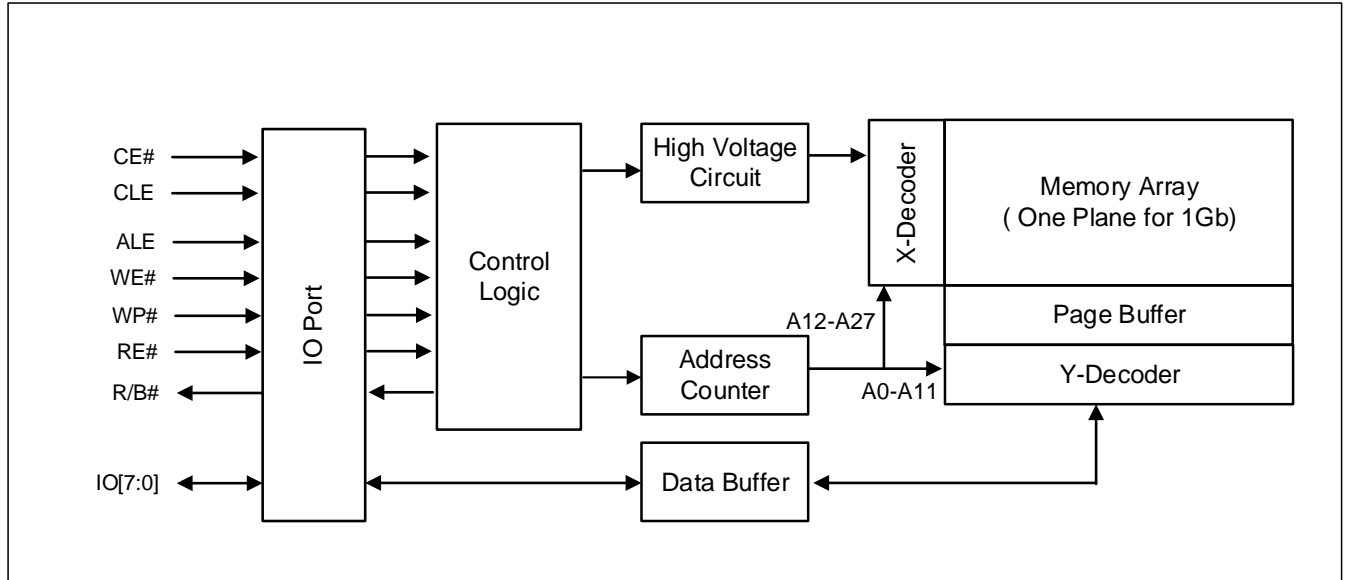 CE#
CLE
ALE
WE#
WP#
RE#
R/B#
IO[7:0]
IO Port
Control
Logic
High Voltage
Circuit
Address
Counter
Data Buffer
A12-A27
A0-A11
X-Decoder
Memory Array
( One Plane for 1Gb)
Page Buffer
Y-Decoder